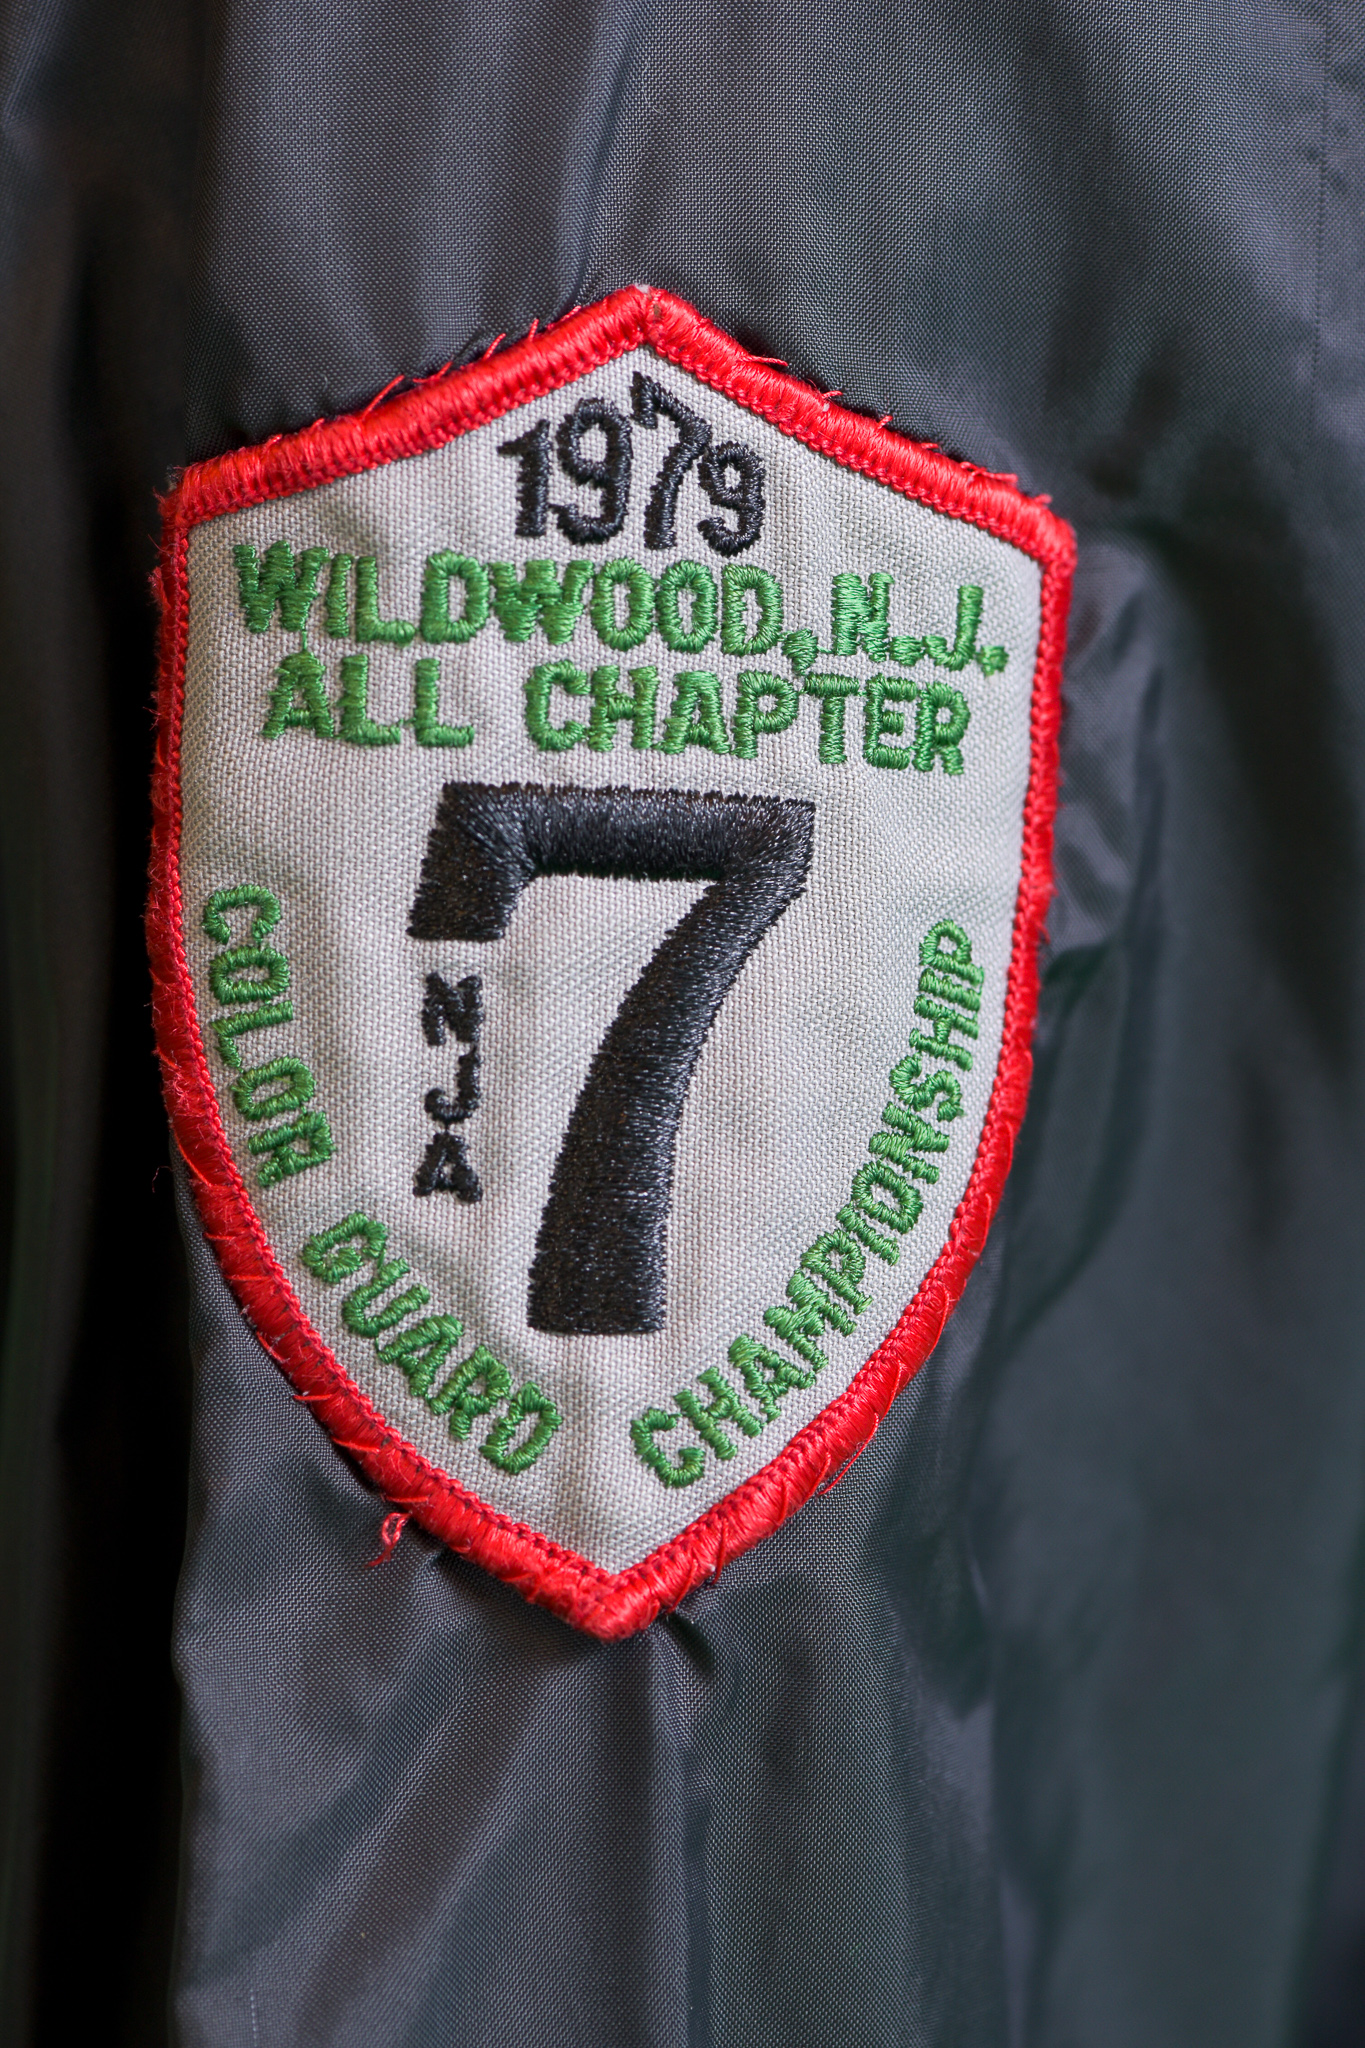 1979
WILDWOOD, N.J.
ALL CHAPTER
7
NJA
COLOR GUARD
CHAMPIONSHIP